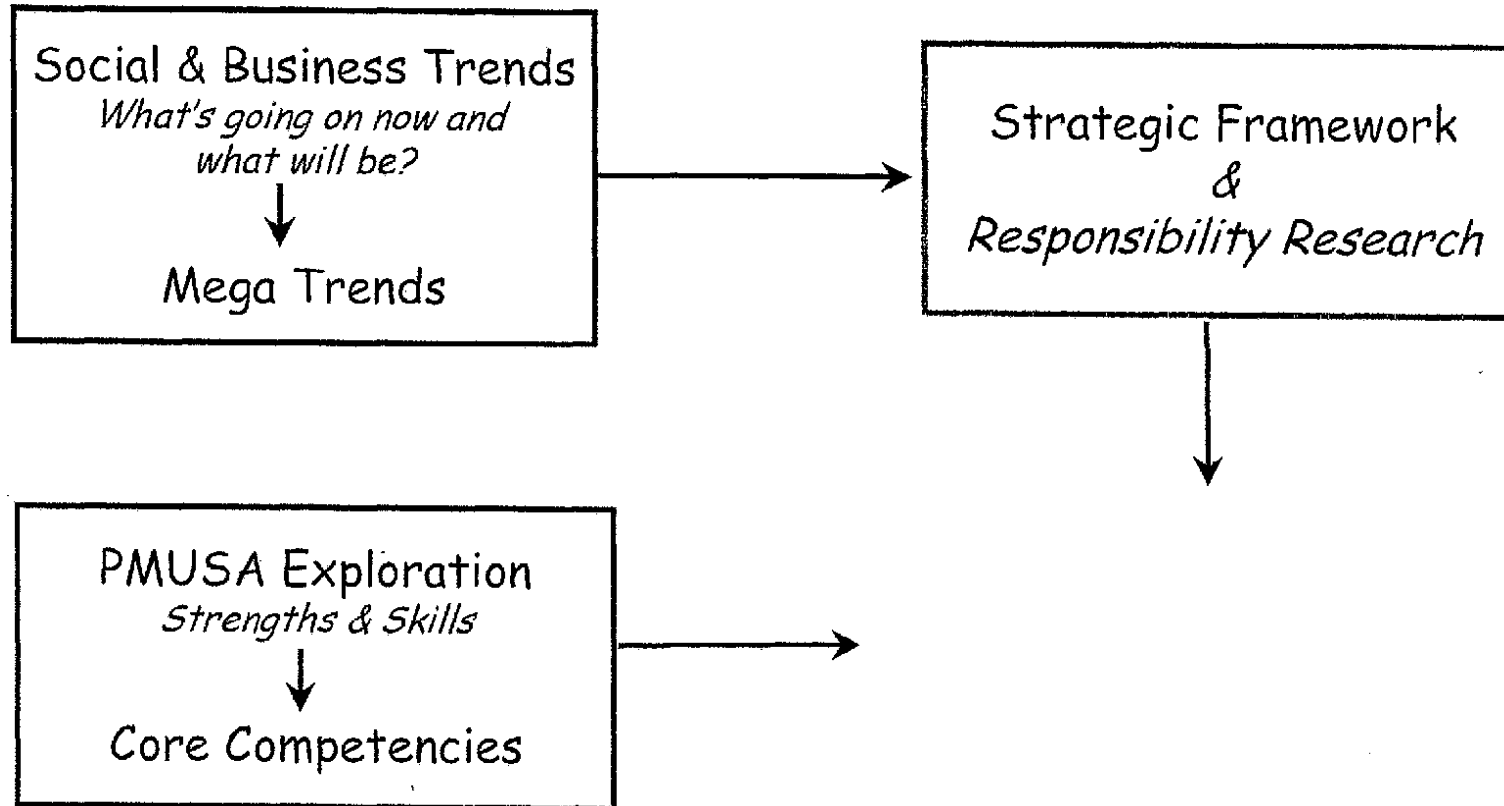 Social & Business Trends
What's going on now and
what will be?
Mega Trends
Strategic Framework
&
Responsibility Research
PMUSA Exploration
Strengths & Skills
Core Competencies